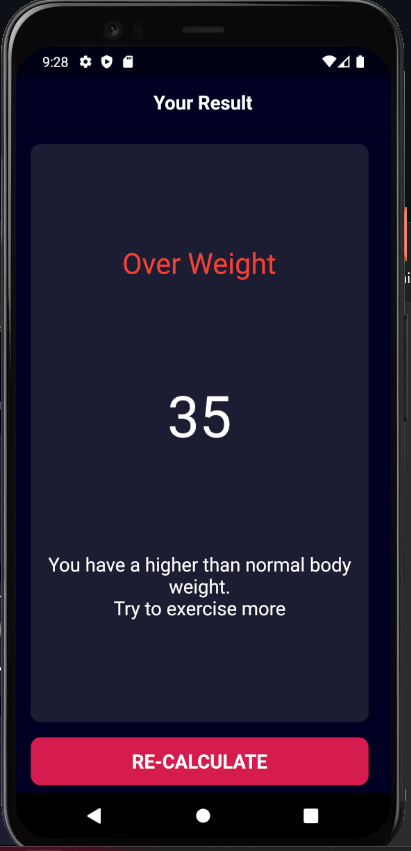 9:28
Your Result
Over Weight
35
You have a higher than normal body
weight.
Try to exercise more
RE-CALCULATE